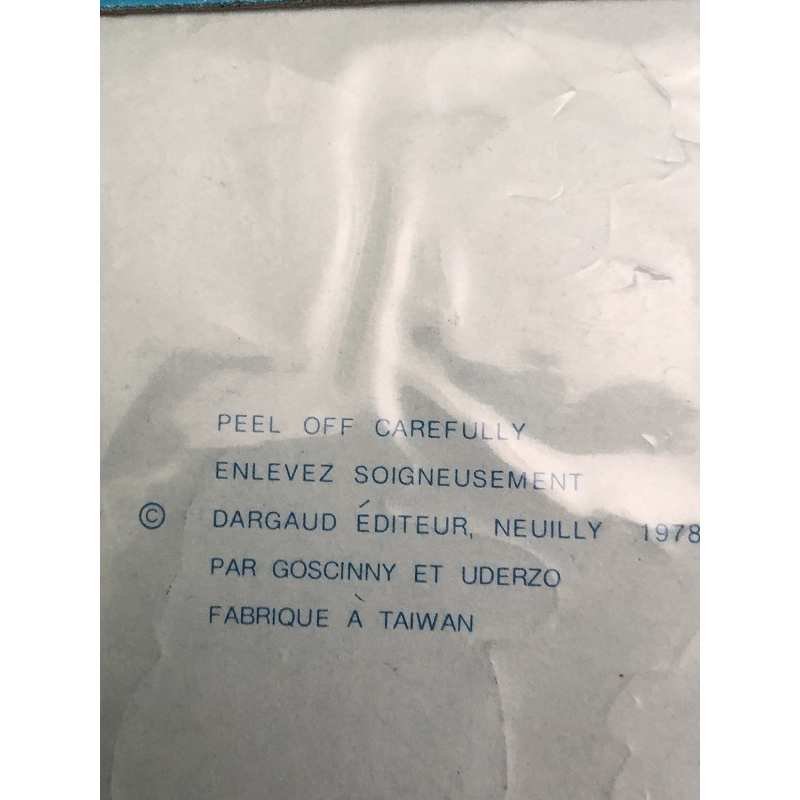 PEEL OFF CAREFULLY
ENLEVEZ SOIGNEUSEMENT
© DARGAUD ÉDITEUR, NEUILLY 1978
PAR GOSCINNY ET UDERZO
FABRIQUE À TAIWAN